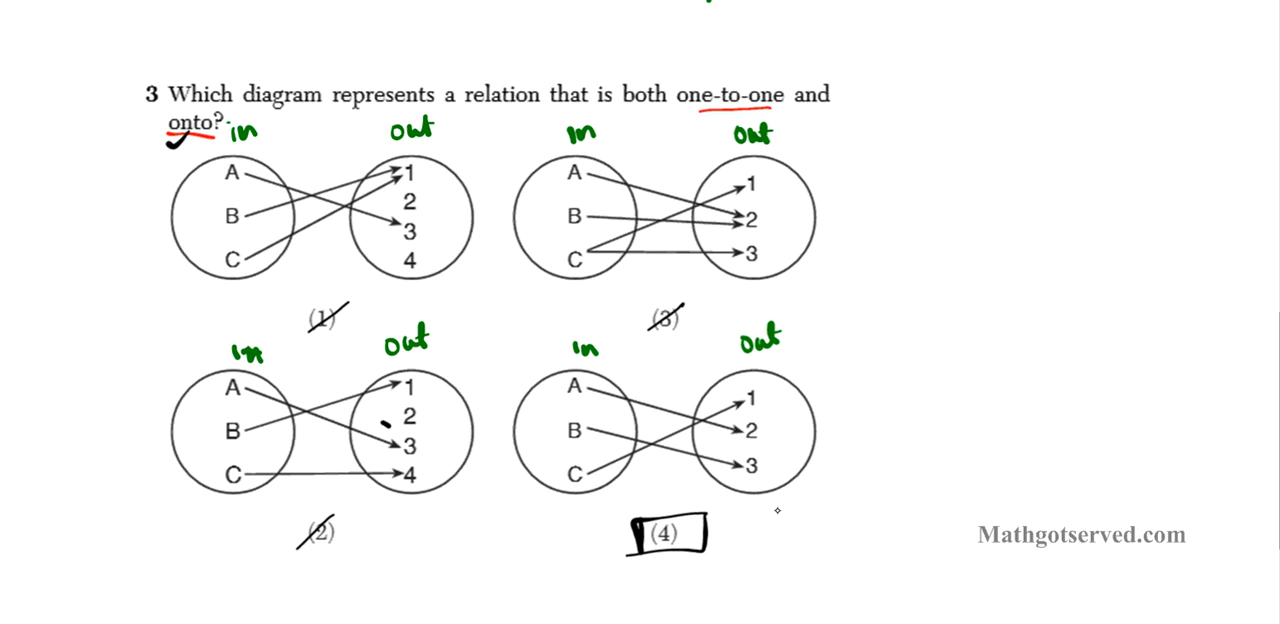 3 Which diagram represents a relation that is both one-to-one and
onto?
in out in out
A 1 A 1
B 2 B 2
C 3 C 3
4
(1) (3)
in out in out
A 1 A 1
B 2 B 2
C 3 C 3
4
(2) (4)
Mathgotserved.com